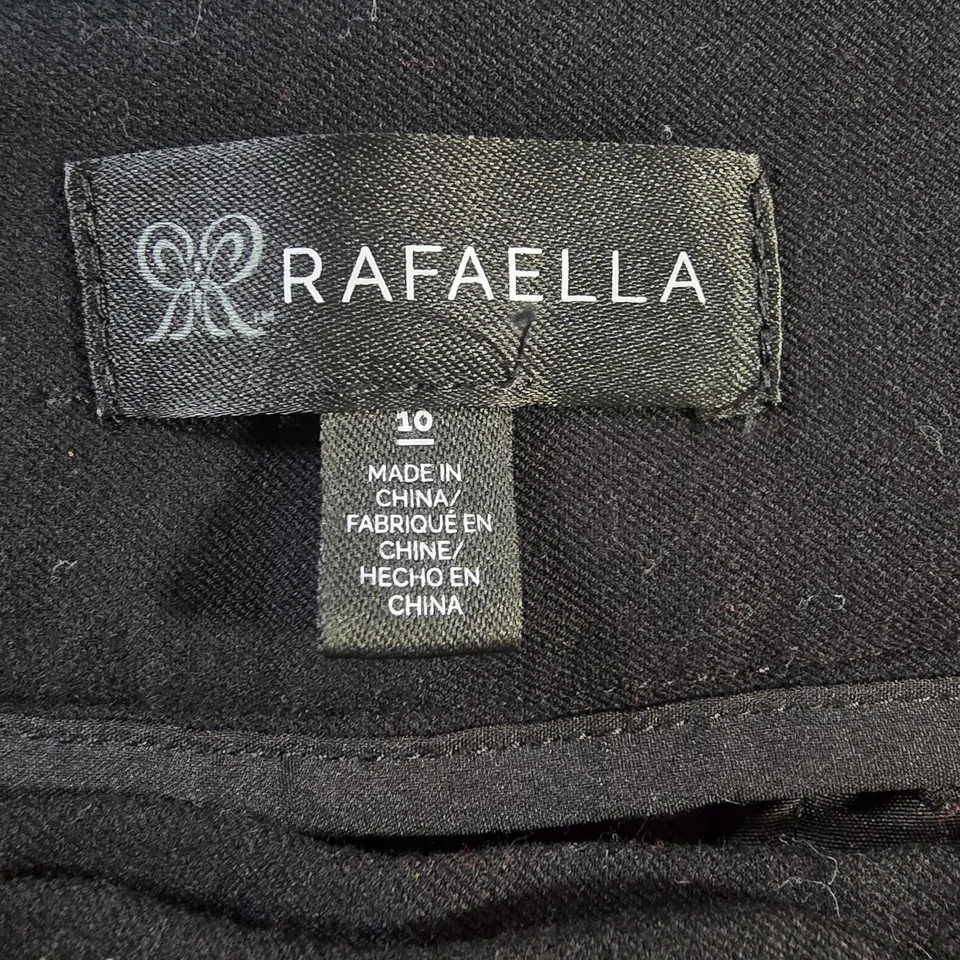 RAFAELLA
10
MADE IN
CHINA/
FABRIQUÉ EN
CHINE/
HECHO EN
CHINA